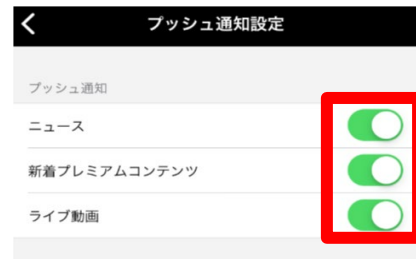 プッシュ通知設定
プッシュ通知
ニュース
新着プレミアムコンテンツ
ライブ動画